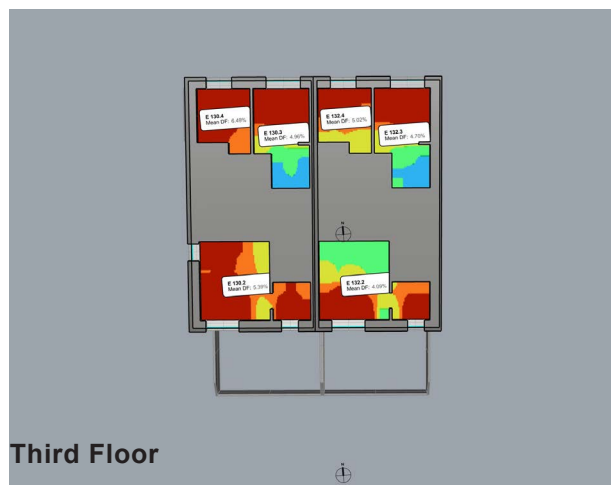 E 130.4
Mean DF: 6.48%
E 130.3
Mean DF: 4.96%
E 132.4
Mean DF: 5.02%
E 132.3
Mean DF: 4.70%
N
E 130.2
Mean DF: 5.39%
E 132.2
Mean DF: 4.08%
Third Floor
N